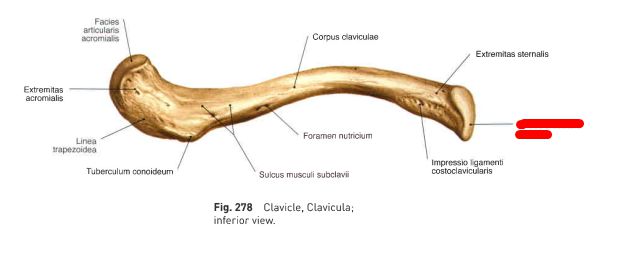 Facies
articularis
acromialis
Corpus claviculae
Extremitas sternalis
Extremitas
acromialis
Linea
trapezoidea
Foramen nutricium
Tuberculum conoideum
Sulcus musculi subclavii
Impressio ligamenti
costoclavicularis
Fig. 278 Clavicle, Clavicula;
inferior view.